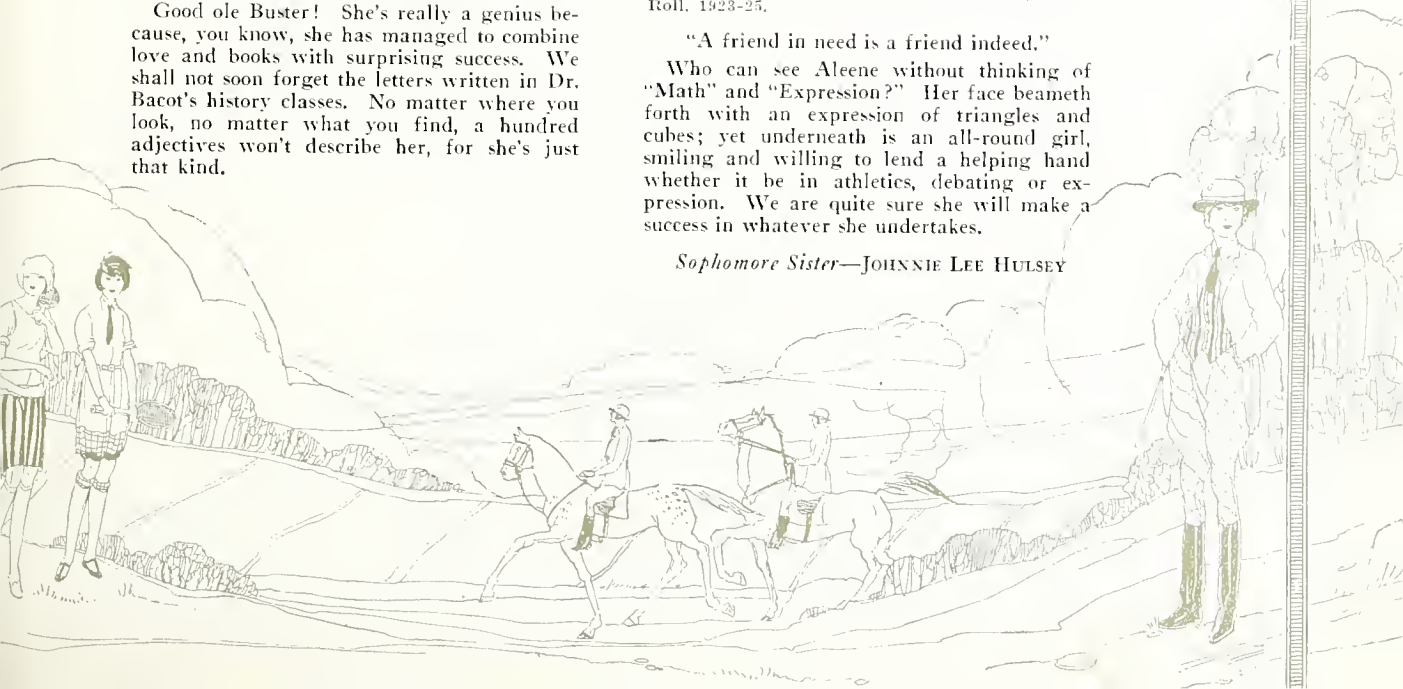 Good ole Buster! She's really a genius be-
cause, you know, she has managed to combine
love and books with surprising success. We
shall not soon forget the letters written in Dr.
Bacot's history classes. No matter where you
look, no matter what you find, a hundred
adjectives won't describe her, for she's just
that kind.
Roll, 1923-25.
"A friend in need is a friend indeed."
Who can see Aleene without thinking of
"Math" and "Expression?" Her face beameth
forth with an expression of triangles and
cubes; yet underneath is an all-round girl,
smiling and willing to lend a helping hand
whether it be in athletics, debating or ex-
pression. We are quite sure she will make a
success in whatever she undertakes.
Sophomore Sister—JOHNNIE LEE HULSEY